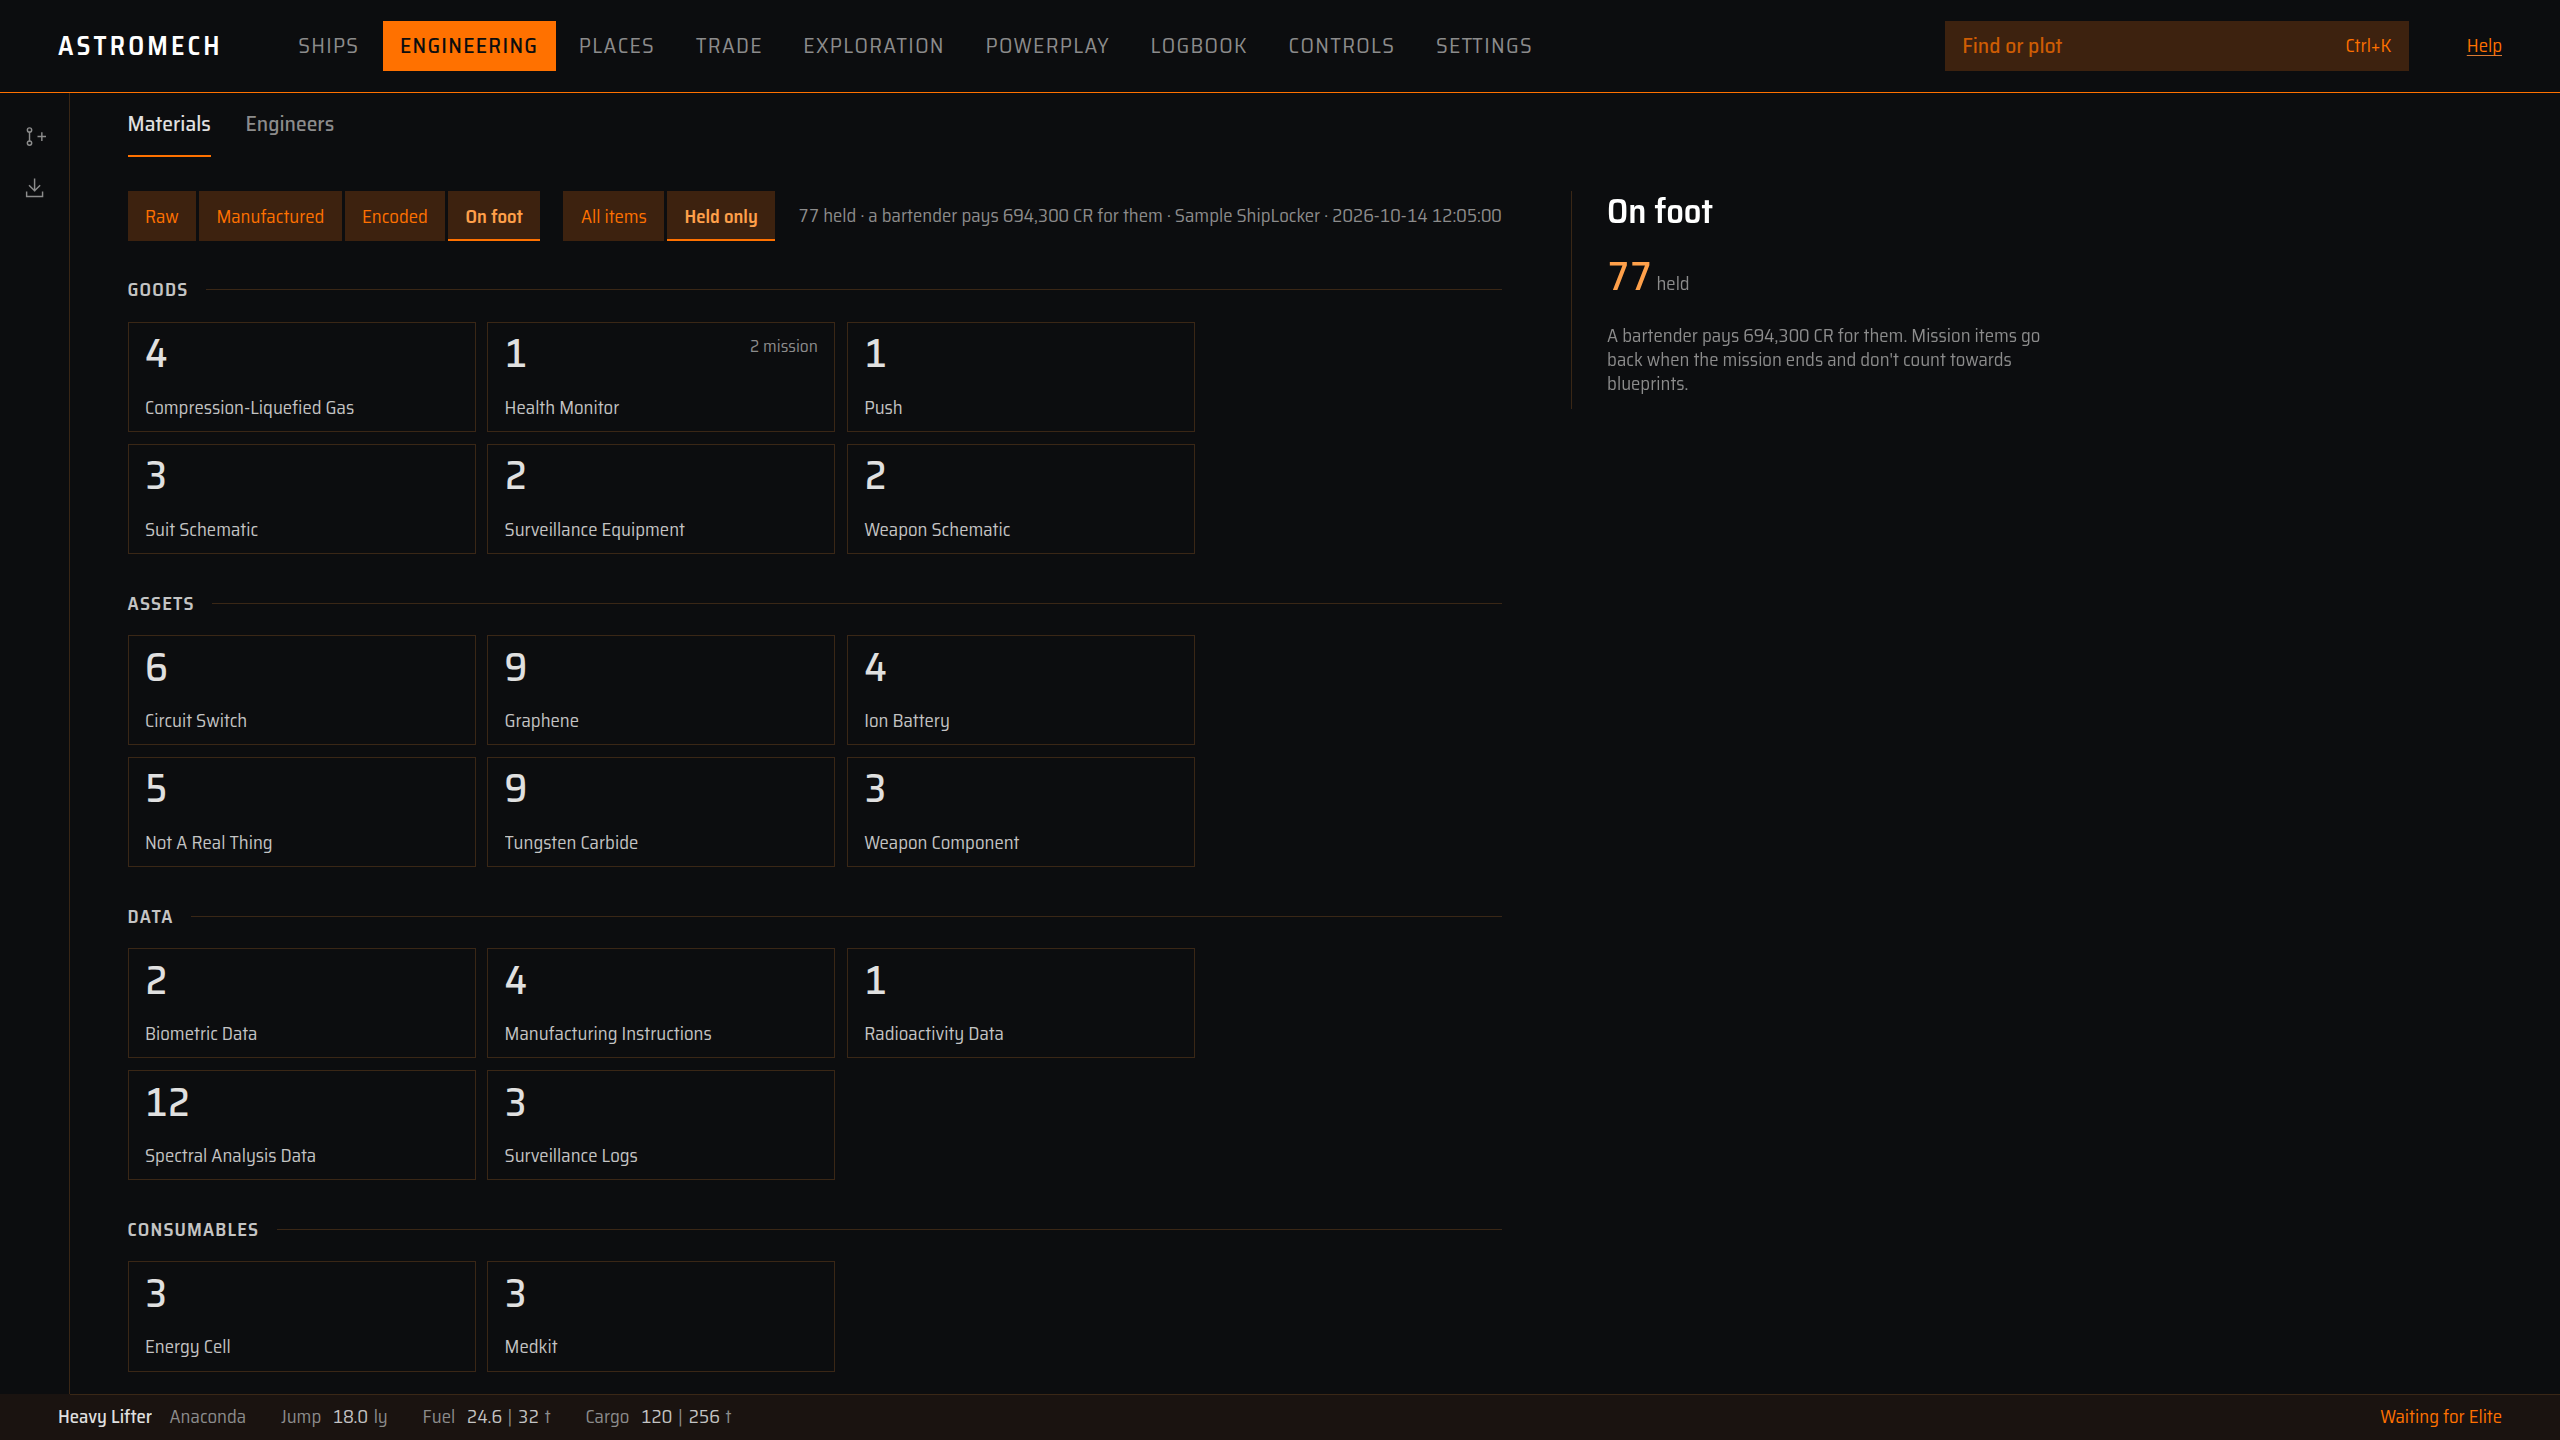 ASTROMECH
SHIPS
ENGINEERING
PLACES
TRADE
EXPLORATION
POWERPLAY
LOGBOOK
CONTROLS
SETTINGS
Find or plot
Ctrl+K
Help
Materials
Engineers
Raw
Manufactured
Encoded
On foot
All items
Held only
77 held · a bartender pays 694,300 CR for them · Sample ShipLocker · 2026-10-14 12:05:00
GOODS
4
Compression-Liquefied Gas
1
2 mission
Health Monitor
1
Push
3
Suit Schematic
2
Surveillance Equipment
2
Weapon Schematic
ASSETS
6
Circuit Switch
9
Graphene
4
Ion Battery
5
Not A Real Thing
9
Tungsten Carbide
3
Weapon Component
DATA
2
Biometric Data
4
Manufacturing Instructions
1
Radioactivity Data
12
Spectral Analysis Data
3
Surveillance Logs
CONSUMABLES
3
Energy Cell
3
Medkit
On foot
77 held
A bartender pays 694,300 CR for them. Mission items go
back when the mission ends and don't count towards
blueprints.
Heavy Lifter Anaconda Jump 18.0 ly Fuel 24.6 | 32 t Cargo 120 | 256 t
Waiting for Elite